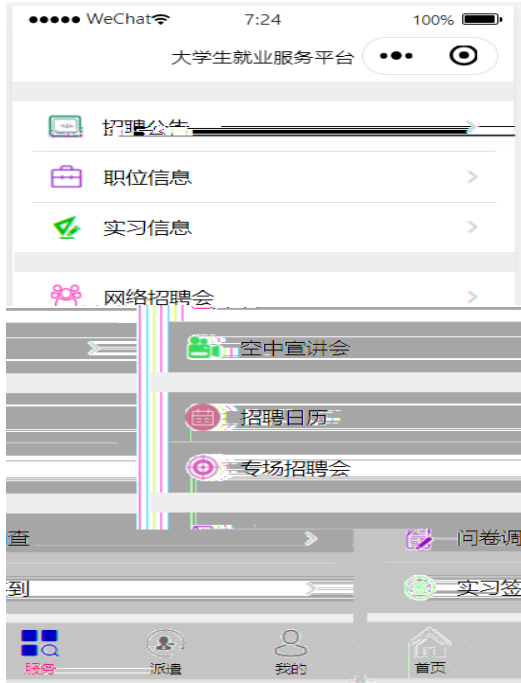 WeChat 7:24 100%
大学生就业服务平台
招聘公告
职位信息
实习信息
网络招聘会
空中宣讲会
招聘日历
专场招聘会
查
问卷调
到
实习签
服务 派遣 我的 首页